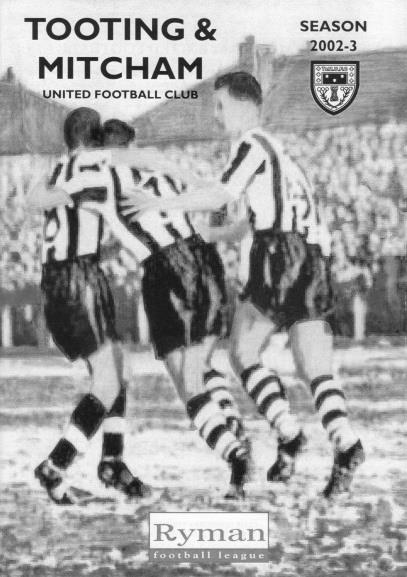 TOOTING &
MITCHAM
UNITED FOOTBALL CLUB
SEASON
2002-3
Ryman
football league